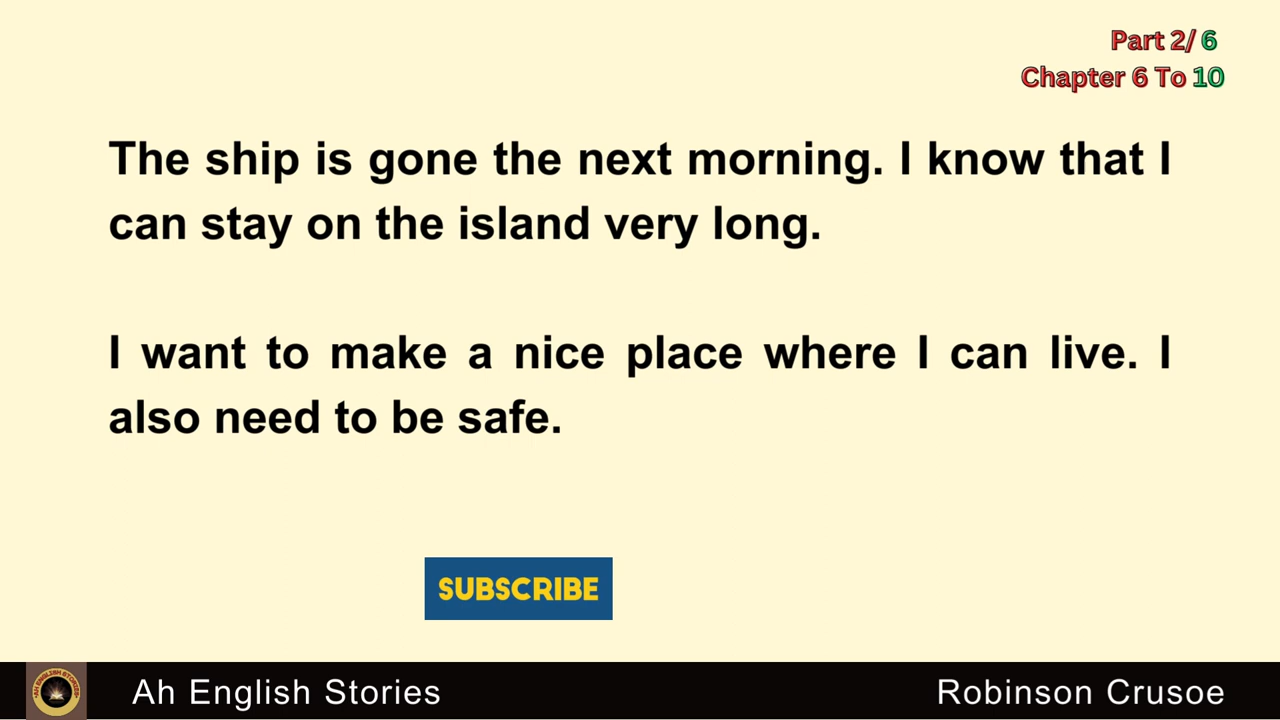 Part 2/ 6
Chapter 6 To 10
The ship is gone the next morning. I know that I
can stay on the island very long.
I want to make a nice place where I can live. I
also need to be safe.
SUBSCRIBE
Ah English Stories
Robinson Crusoe